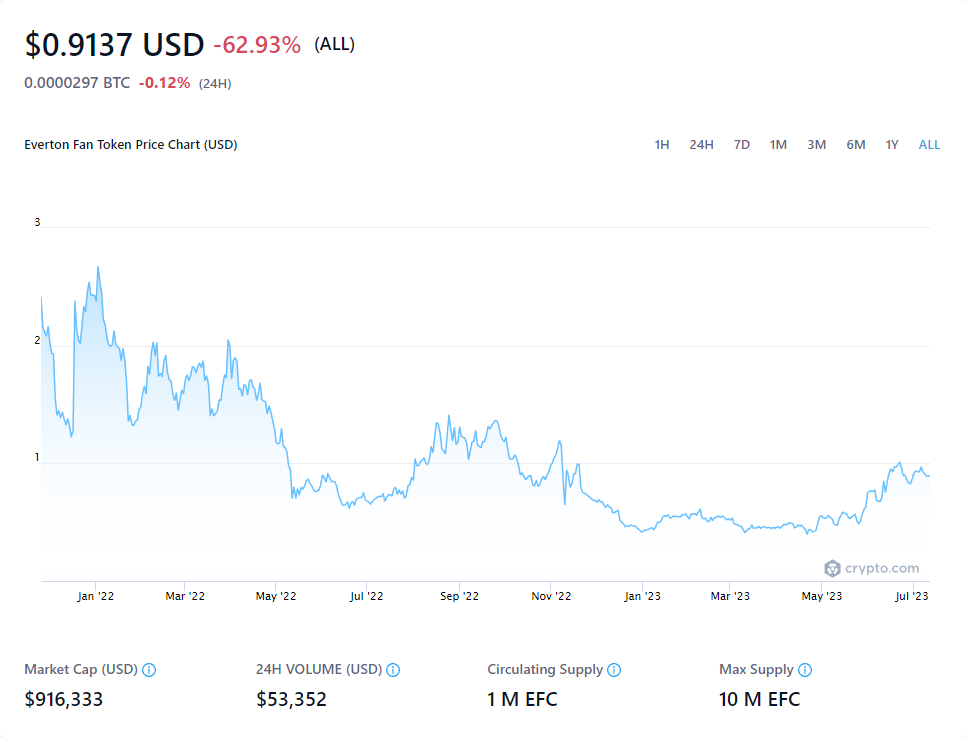 $0.9137 USD -62.93% (ALL)
0.0000297 BTC -0.12% (24H)
Everton Fan Token Price Chart (USD) 1H 24H 7D 1M 3M 6M 1Y ALL
3
2
1
crypto.com
Jan '22 Mar '22 May '22 Jul '22 Sep '22 Nov '22 Jan '23 Mar '23 May '23 Jul '23
Market Cap (USD) 24H VOLUME (USD) Circulating Supply Max Supply
$916,333 $53,352 1 M EFC 10 M EFC